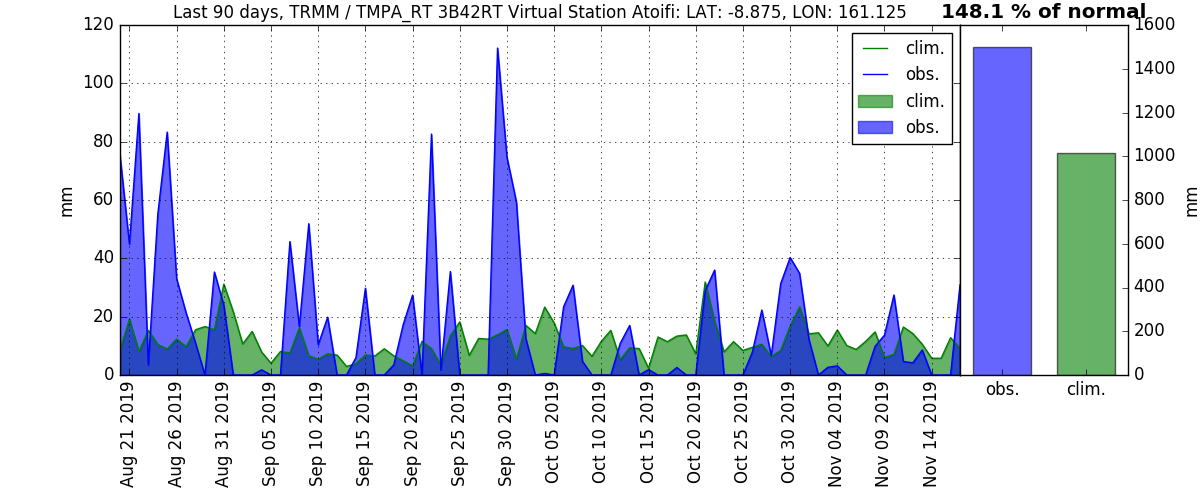 Last 90 days, TRMM / TMPA_RT 3B42RT Virtual Station Atoifi: LAT: -8.875, LON: 161.125
148.1 % of normal
120
100
80
60
40
20
0
mm
clim.
obs.
clim.
obs.
Aug 21 2019
Aug 26 2019
Aug 31 2019
Sep 05 2019
Sep 10 2019
Sep 15 2019
Sep 20 2019
Sep 25 2019
Sep 30 2019
Oct 05 2019
Oct 10 2019
Oct 15 2019
Oct 20 2019
Oct 25 2019
Oct 30 2019
Nov 04 2019
Nov 09 2019
Nov 14 2019
1600
1400
1200
1000
800
600
400
200
0
mm
obs.
clim.